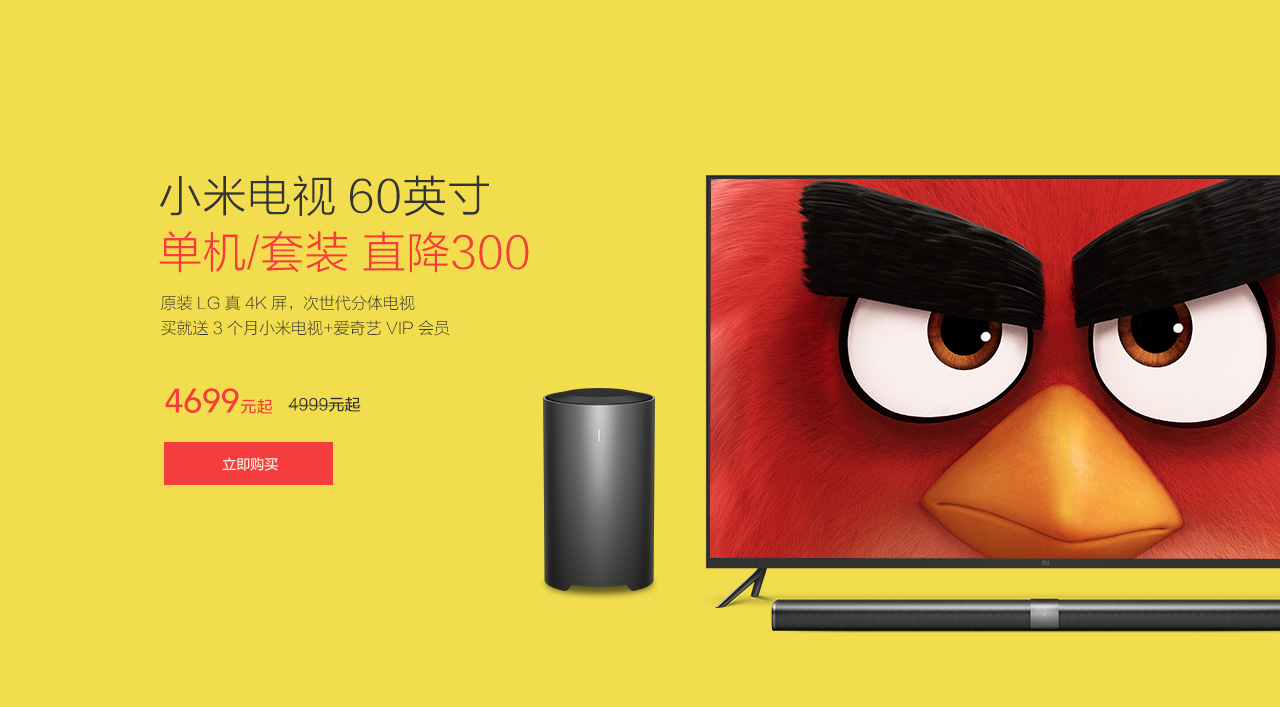 小米电视 60英寸
单机/套装 直降300
原装 LG 真 4K 屏，次世代分体电视
买就送 3 个月小米电视+爱奇艺 VIP 会员
4699元起 4999元起
立即购买